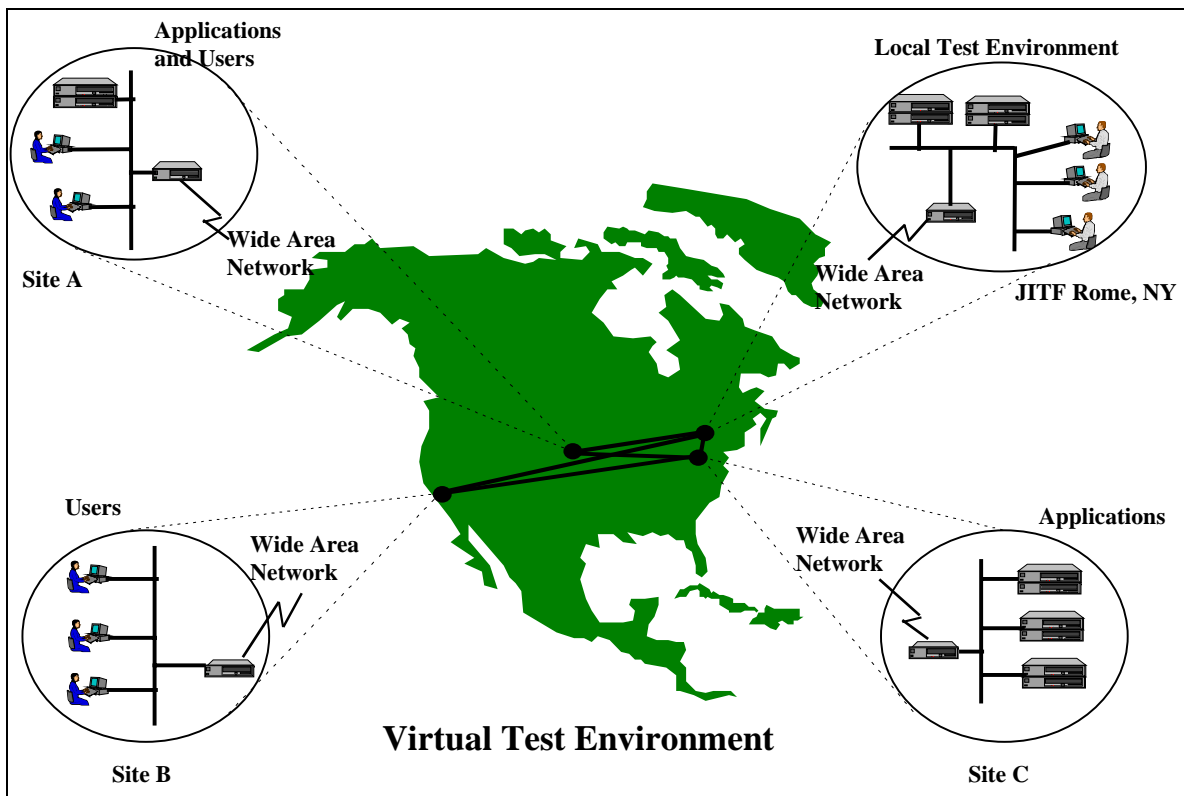 Applications
and Users
Local Test Environment
Wide Area
Network
Site A
Wide Area
Network
JITF Rome, NY
Users
Wide Area
Network
Applications
Wide Area
Network
Virtual Test Environment
Site B
Site C